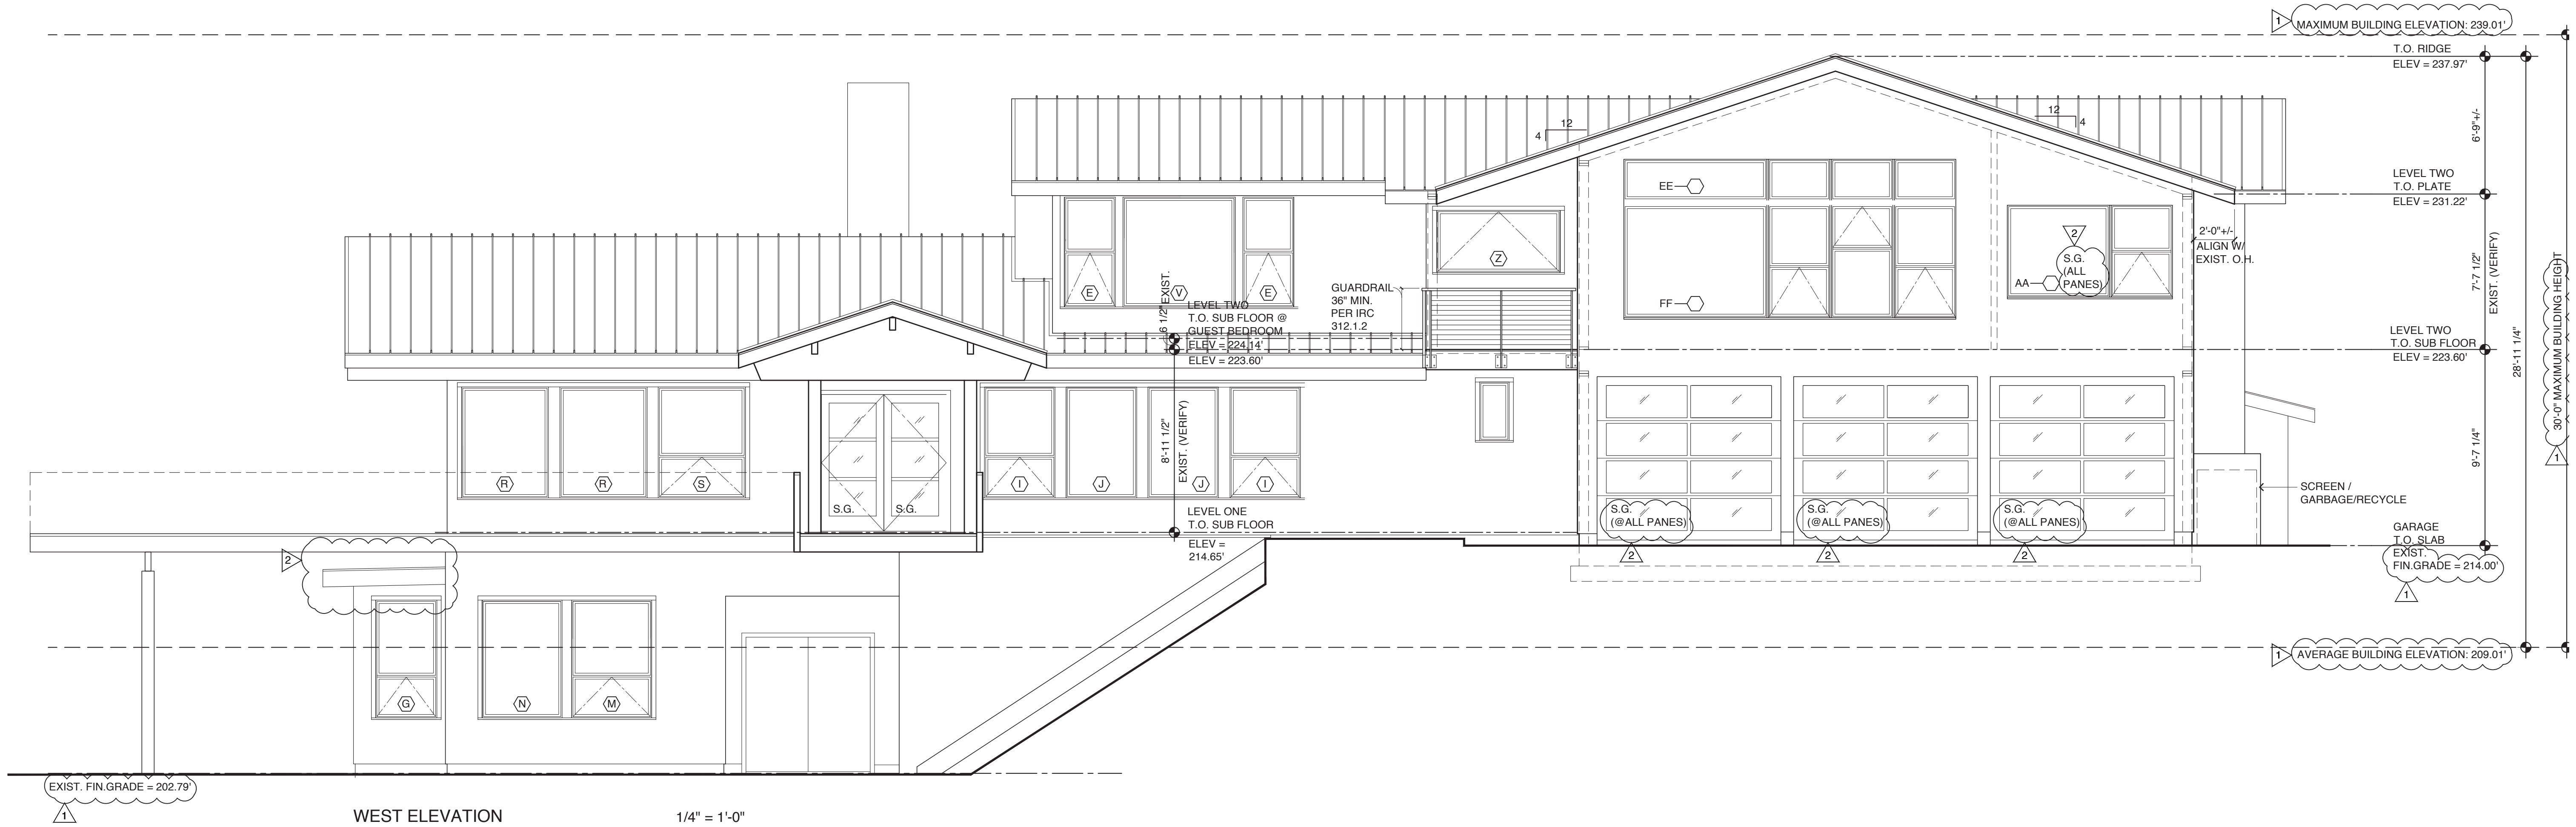 1
MAXIMUM BUILDING ELEVATION: 239.01'
T.O. RIDGE
ELEV = 237.97'
12
4
12
4
6'-9"+/-
EE
LEVEL TWO
T.O. PLATE
ELEV = 231.22'
2'-0"+/-
ALIGN W/
EXIST. O.H.
2
S.G.
(ALL
PANES)
AA
FF
Z
E
V
E
GUARDRAIL
36" MIN.
PER IRC
312.1.2
7'-7 1/2"
EXIST. (VERIFY)
28'-11 1/4"
30'-0" MAXIMUM BUILDING HEIGHT
1
6 1/2" EXIST.
LEVEL TWO
T.O. SUB FLOOR @
GUEST BEDROOM
ELEV = 224.14'
ELEV = 223.60'
LEVEL TWO
T.O. SUB FLOOR
ELEV = 223.60'
8'-11 1/2"
EXIST. (VERIFY)
9'-7 1/4"
R
R
S
S.G.
S.G.
I
J
J
I
LEVEL ONE
T.O. SUB FLOOR
ELEV =
214.65'
S.G.
(@ALL PANES)
2
S.G.
(@ALL PANES)
2
S.G.
(@ALL PANES)
2
SCREEN /
GARBAGE/RECYCLE
GARAGE
T.O. SLAB
EXIST.
FIN.GRADE = 214.00'
1
2
1
AVERAGE BUILDING ELEVATION: 209.01'
G
N
M
EXIST. FIN.GRADE = 202.79'
1
WEST ELEVATION
1/4" = 1'-0"